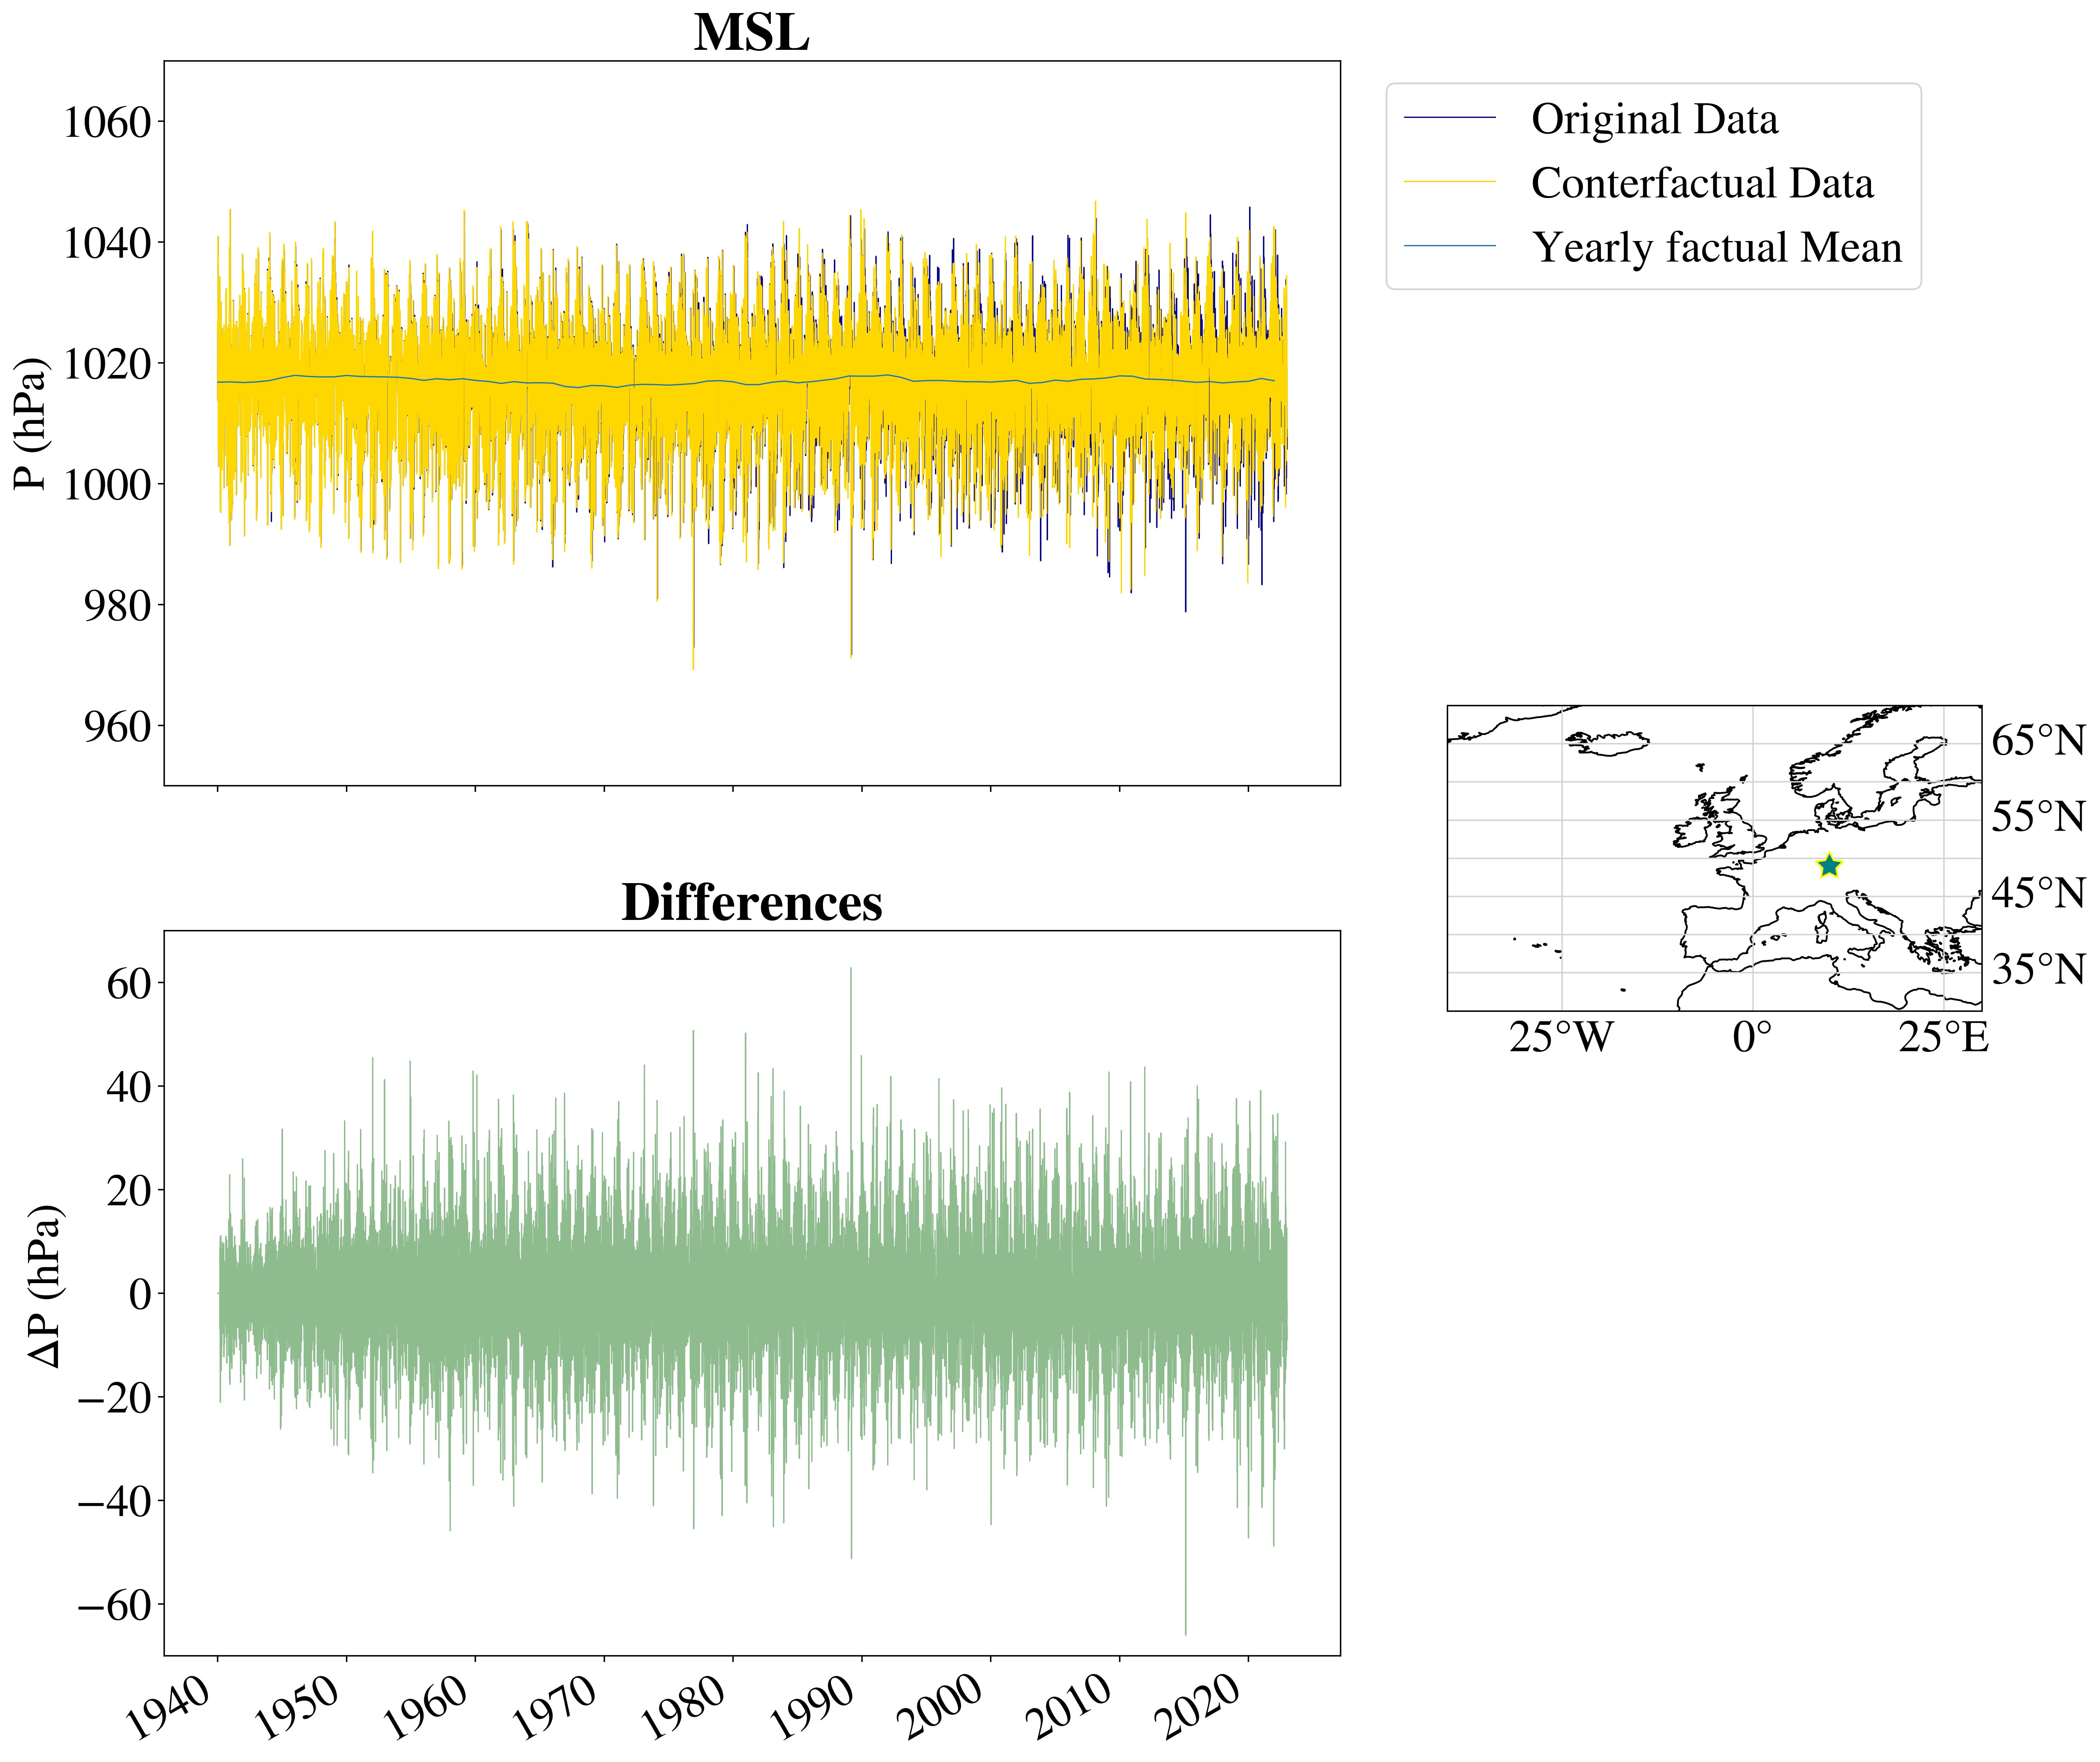 MSL
1060
1040
1020
1000
980
960
P (hPa)
Original Data
Conterfactual Data
Yearly factual Mean
65°N
55°N
45°N
35°N
25°W 0° 25°E
Differences
60
40
20
0
−20
−40
−60
ΔP (hPa)
1940 1950 1960 1970 1980 1990 2000 2010 2020